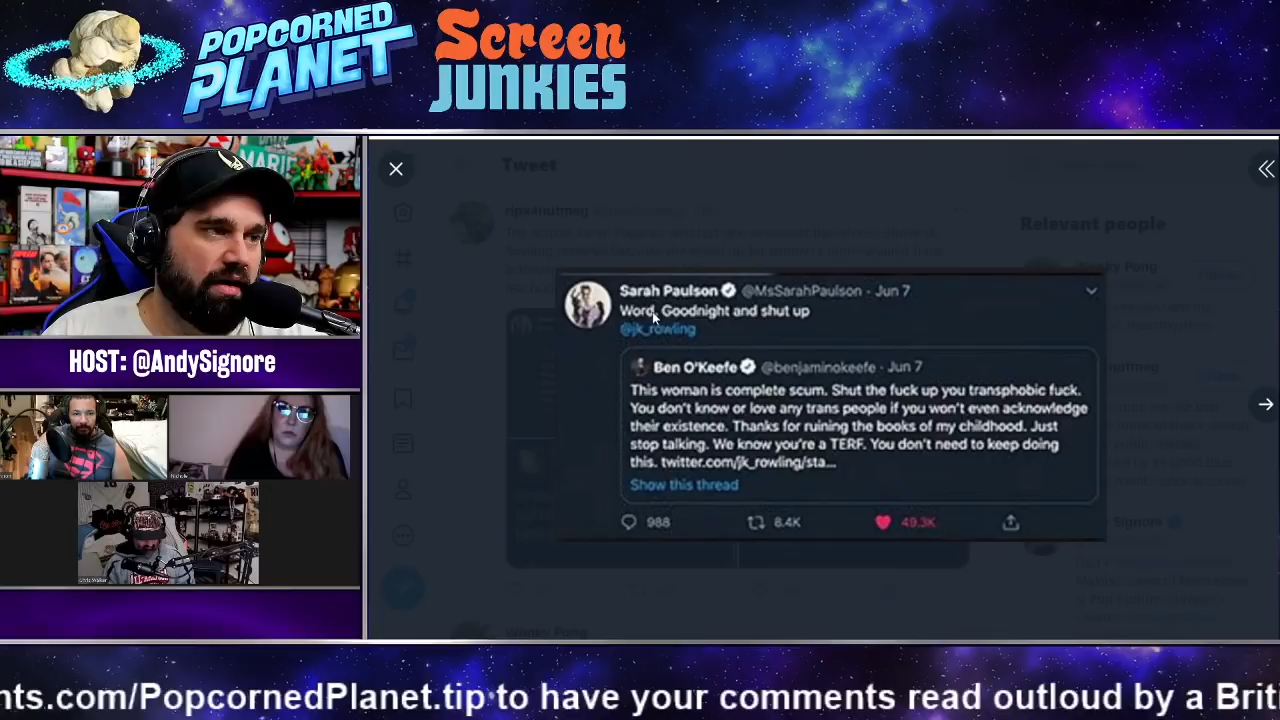 POPCORNED
PLANET
Screen
JUNKIES
MARIE
Tweet
ripx4nutmeg
Relevant people
Sarah Paulson @MsSarahPaulson · Jun 7
Word. Goodnight and shut up
@jk_rowling
Ben O'Keefe @benjaminokeefe · Jun 7
This woman is complete scum. Shut the fuck up you transphobic fuck.
You don't know or love any trans people if you won't even acknowledge
their existence. Thanks for ruining the books of my childhood. Just
stop talking. We know you're a TERF. You don't need to keep doing
this. twitter.com/jk_rowling/sta...
Show this thread
988
8.4K
49.3K
HOST: @AndySignore
Chris Walker
nts.com/PopcornedPlanet.tip to have your comments read outloud by a Briti